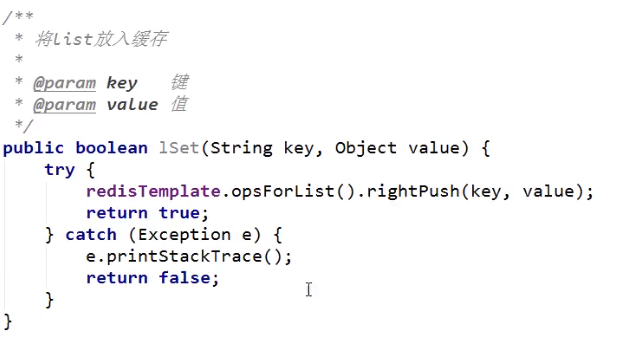 /**
 * 将list放入缓存
 *
 * @param key   键
 * @param value 值
 */
public boolean lSet(String key, Object value) {
    try {
        redisTemplate.opsForList().rightPush(key, value);
        return true;
    } catch (Exception e) {
        e.printStackTrace();
        return false;
    }
}